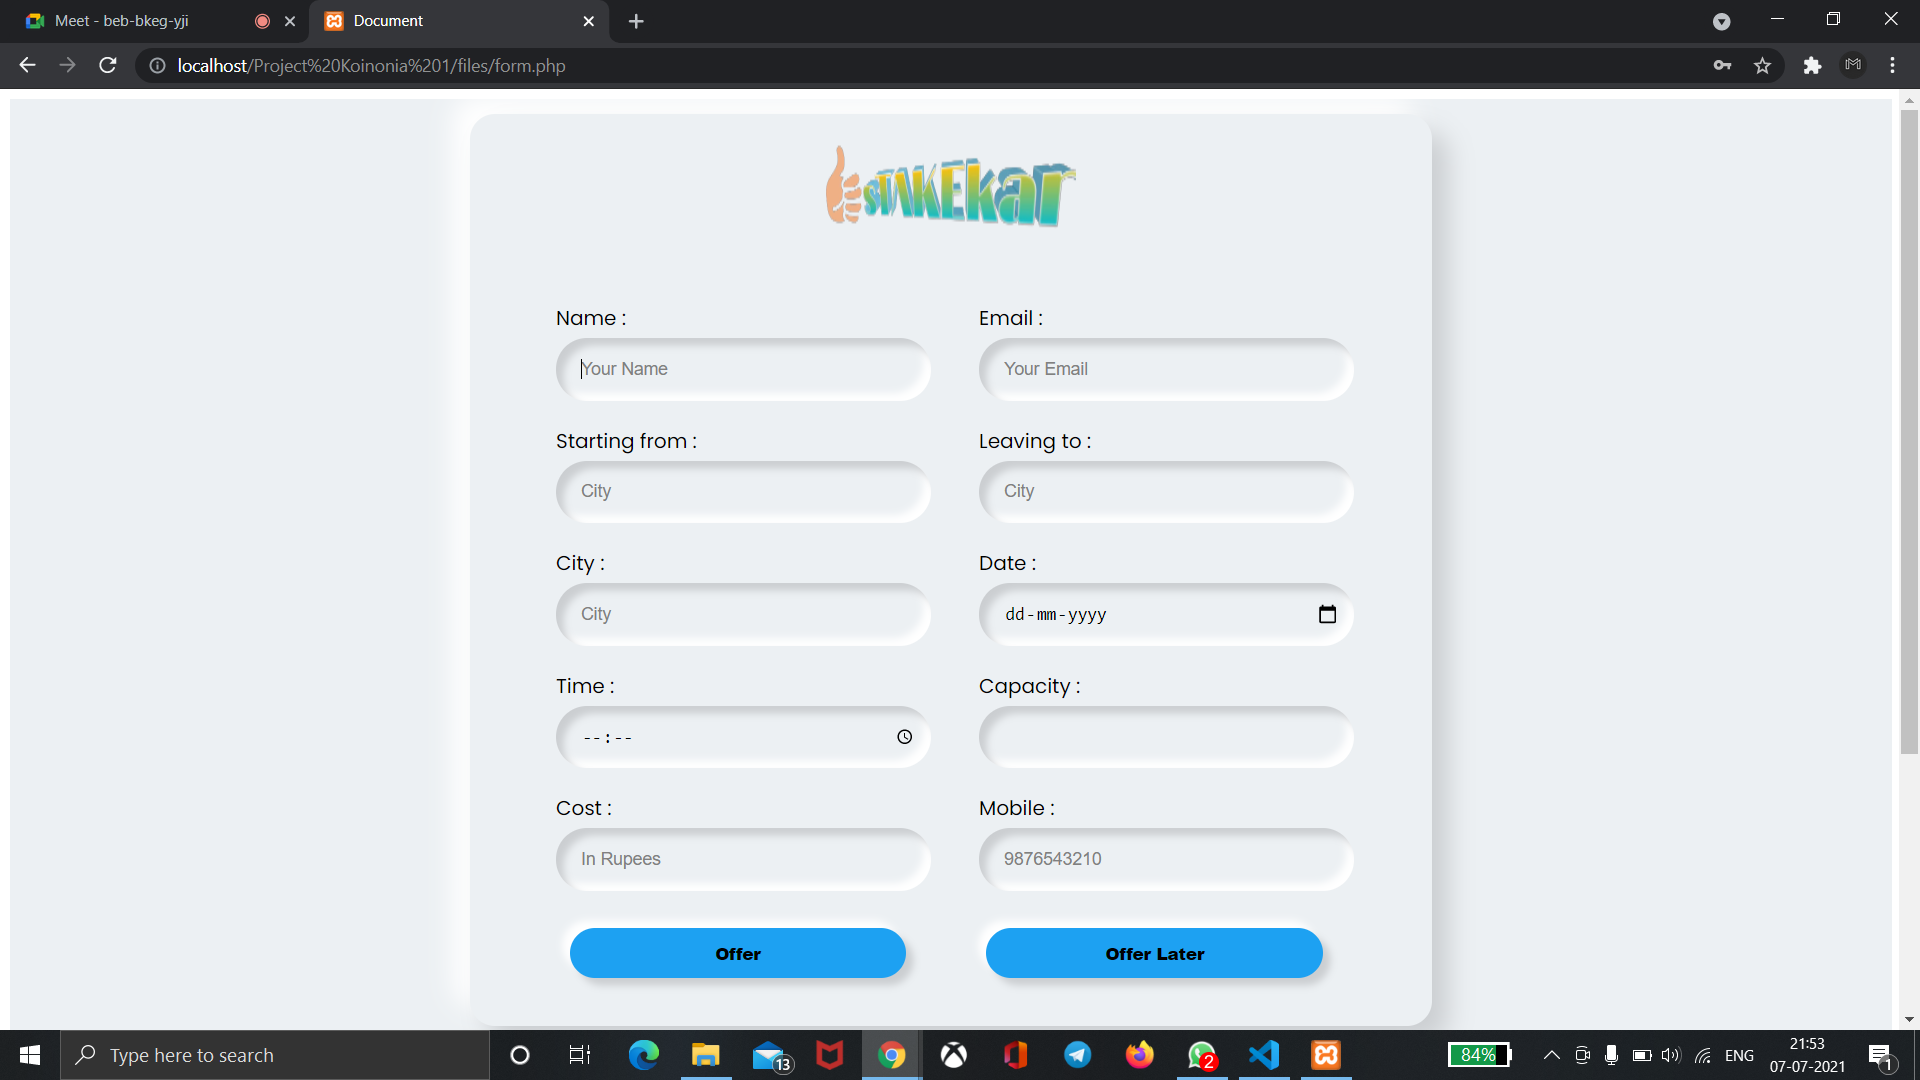 Meet - beb-bkeg-yji
Document
localhost/Project%20Koinonia%201/files/form.php
Name :
Email :
Your Name
Your Email
Starting from :
Leaving to :
City
City
City :
Date :
City
dd-mm-yyyy
Time :
Capacity :
--:--
Cost :
Mobile :
In Rupees
9876543210
Offer
Offer Later
Type here to search
13
2
84%
ENG
21:53
07-07-2021
1